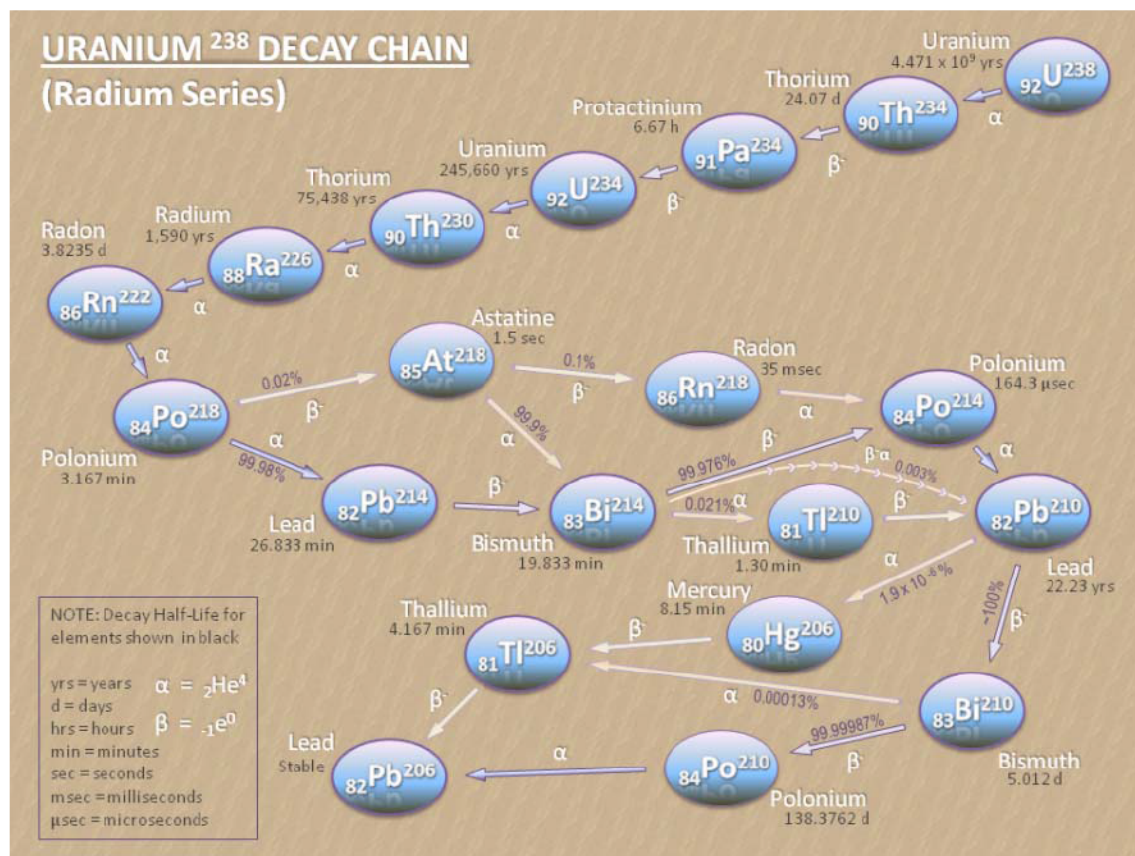 URANIUM ²³⁸ DECAY CHAIN
(Radium Series)
Uranium
4.471 x 10⁹ yrs
₉₂U²³⁸
α
Thorium
24.07 d
₉₀Th²³⁴
β⁻
Protactinium
6.67 h
₉₁Pa²³⁴
β⁻
Uranium
245,660 yrs
₉₂U²³⁴
α
Thorium
75,438 yrs
₉₀Th²³⁰
α
Radium
1,590 yrs
₈₈Ra²²⁶
α
Radon
3.8235 d
₈₆Rn²²²
α
₈₄Po²¹⁸
Polonium
3.167 min
0.02%
β⁻
α
99.98%
Astatine
1.5 sec
₈₅At²¹⁸
0.1%
β⁻
99.9%
α
Radon
35 msec
₈₆Rn²¹⁸
α
Polonium
164.3 μsec
₈₄Po²¹⁴
α
₈₂Pb²¹⁴
Lead
26.833 min
β⁻
₈₃Bi²¹⁴
Bismuth
19.833 min
β⁻
99.976%
β⁻α
0.003%
0.021%
α
₈₁Tl²¹⁰
Thallium
1.30 min
β⁻
₈₂Pb²¹⁰
Lead
22.23 yrs
α
1.9 x 10⁻⁶ %
~100%
β⁻
Mercury
8.15 min
₈₀Hg²⁰⁶
β⁻
Thallium
4.167 min
₈₁Tl²⁰⁶
β⁻
₈₃Bi²¹⁰
Bismuth
5.012 d
α
0.00013%
99.99987%
β⁻
₈₄Po²¹⁰
Polonium
138.3762 d
α
Lead
Stable
₈₂Pb²⁰⁶
NOTE: Decay Half-Life for
elements shown in black
yrs = years
d = days
hrs = hours
min = minutes
sec = seconds
msec = milliseconds
μsec = microseconds
α = ₂He⁴
β = ₋₁e⁰